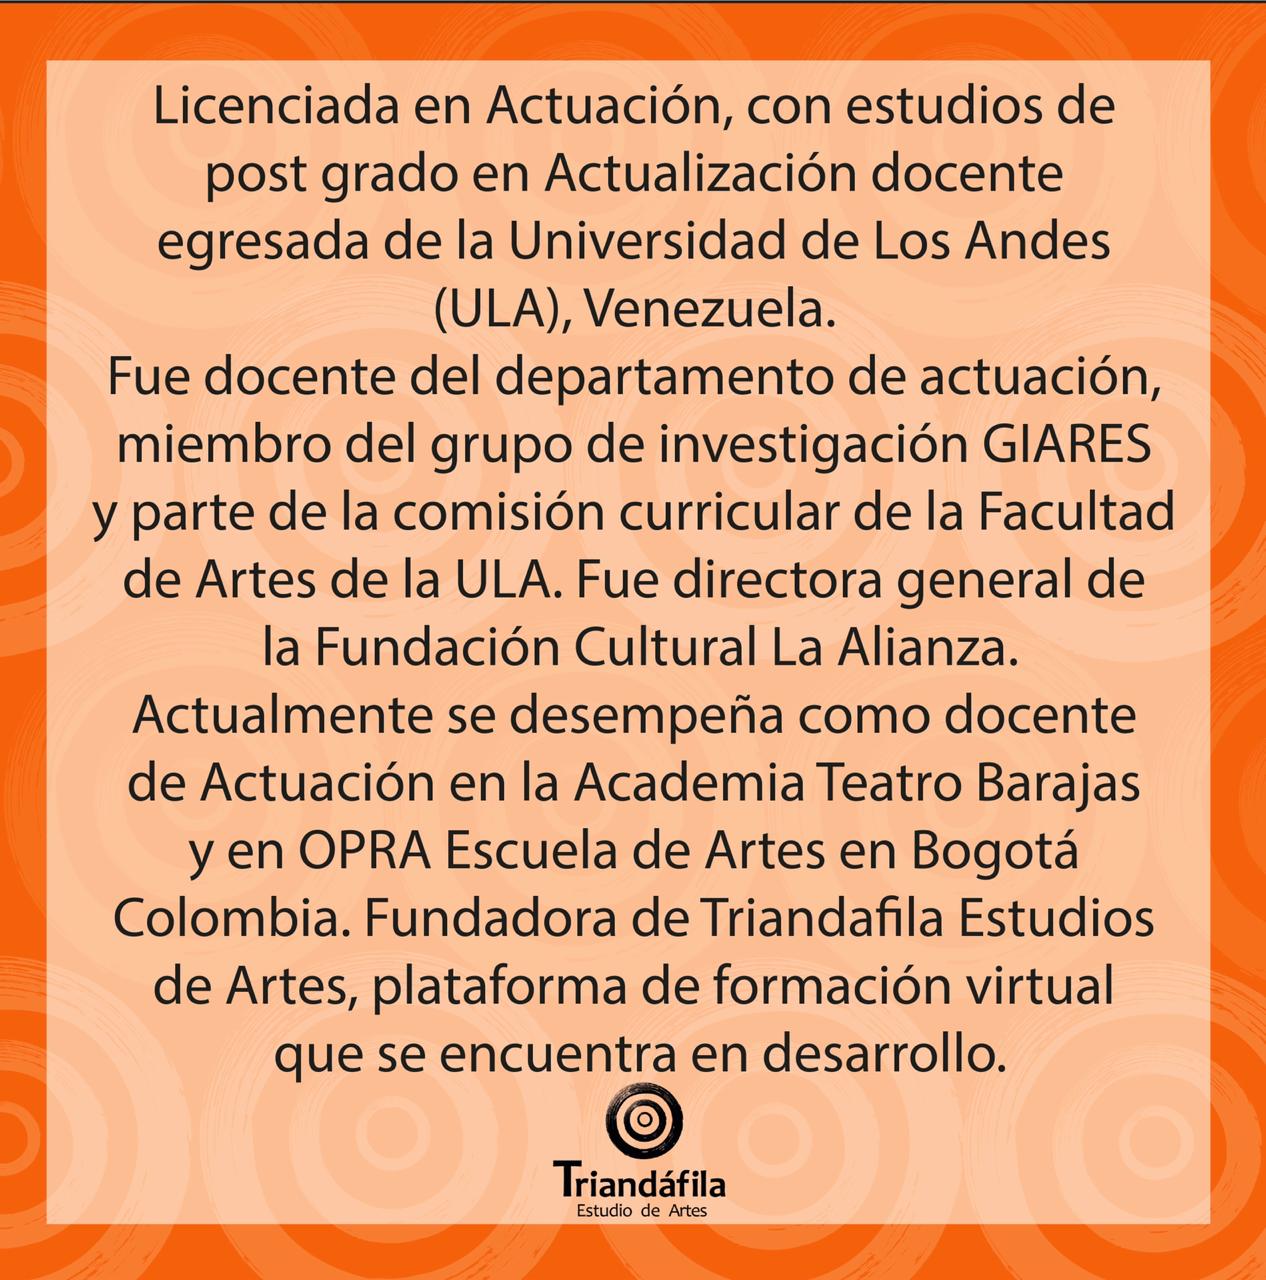 Licenciada en Actuación, con estudios de
post grado en Actualización docente
egresada de la Universidad de Los Andes
(ULA), Venezuela.
Fue docente del departamento de actuación,
miembro del grupo de investigación GIARES
y parte de la comisión curricular de la Facultad
de Artes de la ULA. Fue directora general de
la Fundación Cultural La Alianza.
Actualmente se desempeña como docente
de Actuación en la Academia Teatro Barajas
y en OPRA Escuela de Artes en Bogotá
Colombia. Fundadora de Triandafila Estudios
de Artes, plataforma de formación virtual
que se encuentra en desarrollo.
Triandáfila
Estudio de Artes